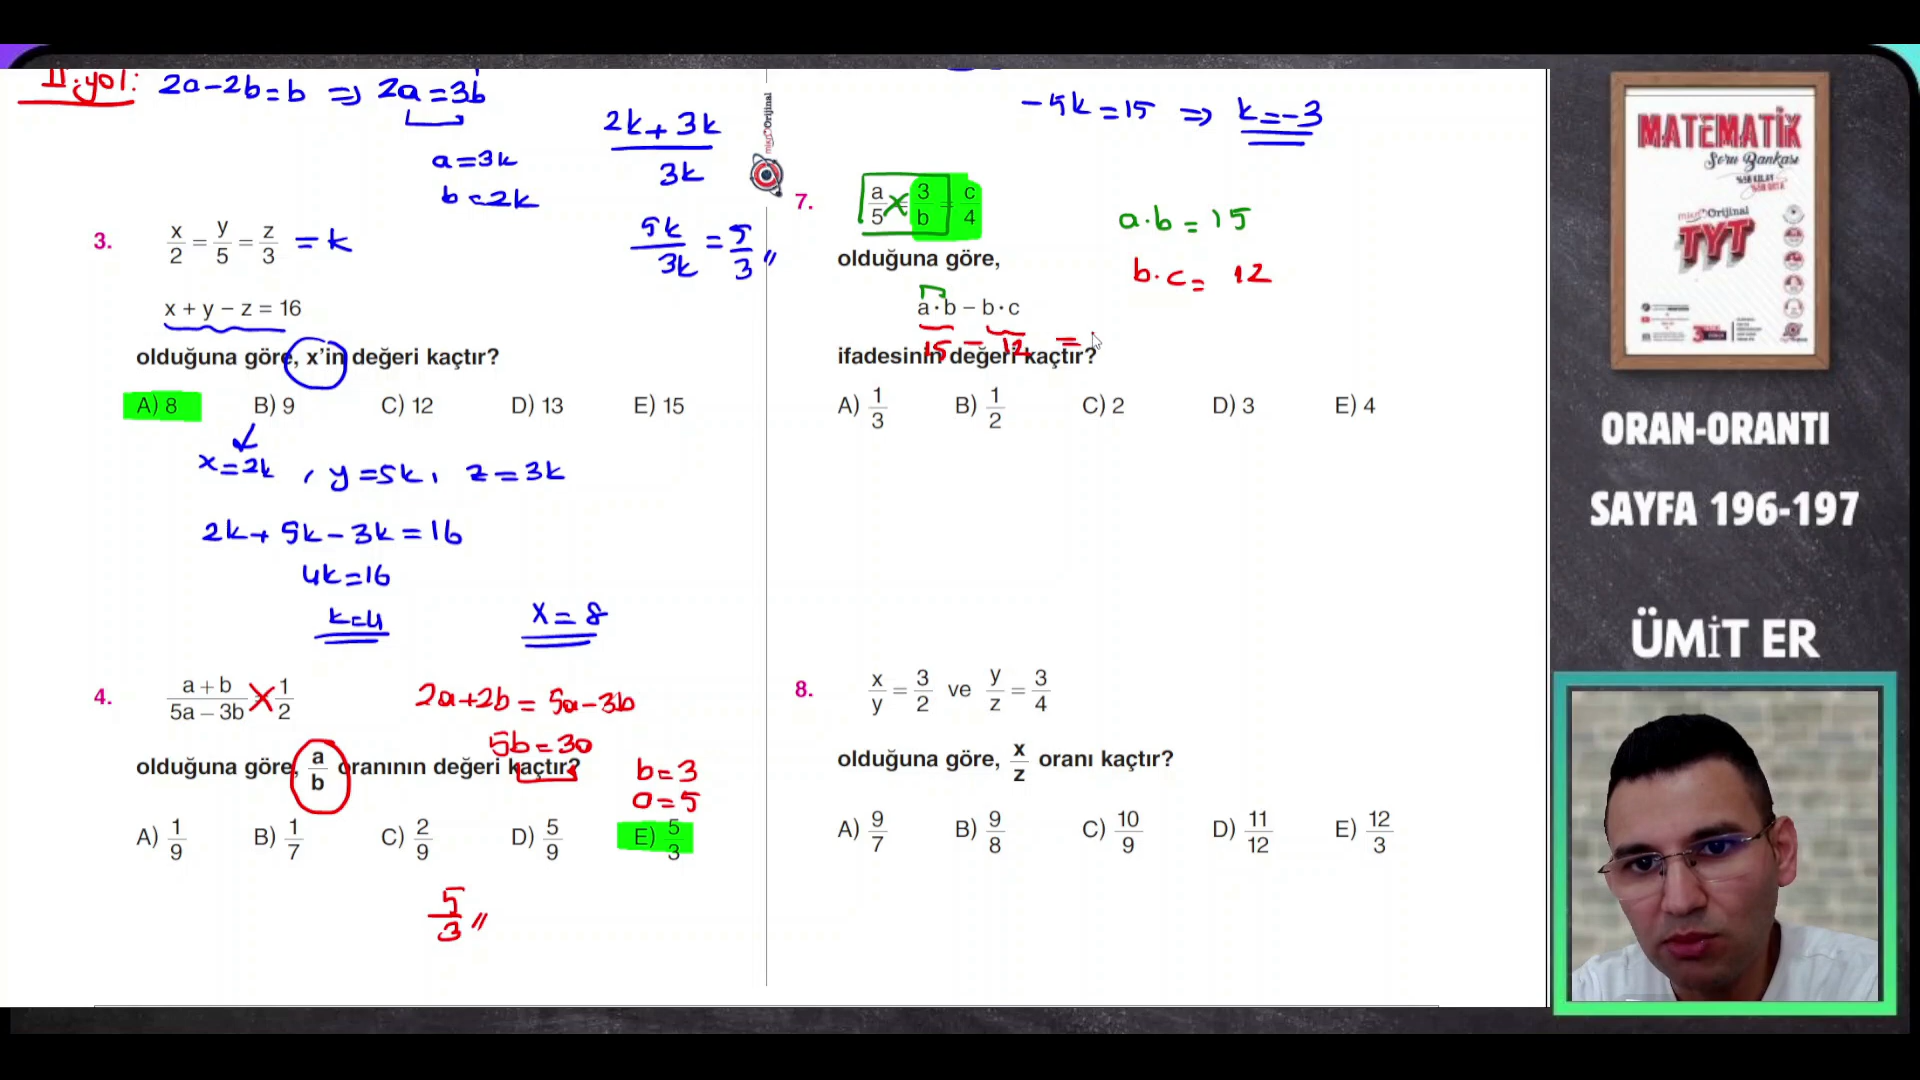 II.yol: 2a-2b=b ⇒ 2a=3b
a=3k
b=2k
2k+3k
3k
5k/3k = 5/3 //
3. x/2 = y/5 = z/3 = k
x + y − z = 16
olduğuna göre, x'in değeri kaçtır?
A) 8 B) 9 C) 12 D) 13 E) 15
x=2k , y=5k, z=3k
2k+5k-3k=16
4k=16
k=4 x=8
4. a + b / 5a − 3b 1/2
2a+2b=5a-3b
5b=3a
olduğuna göre, a/b oranının değeri kaçtır?
b=3
a=5
A) 1/9 B) 1/7 C) 2/9 D) 5/9 E) 5/3
5/3 //
-5k=15 ⇒ k=-3
7. a/5 = 3/b = c/4
a.b=15
olduğuna göre,
b.c=12
a · b − b · c
15 - 12 =
ifadesinin değeri kaçtır?
A) 1/3 B) 1/2 C) 2 D) 3 E) 4
8. x/y = 3/2 ve y/z = 3/4
olduğuna göre, x/z oranı kaçtır?
A) 9/7 B) 9/8 C) 10/9 D) 11/12 E) 12/3
Orijinal
MATEMATİK
Soru Bankası
Orijinal
TYT
ORAN-ORANTI
SAYFA 196-197
ÜMİT ER